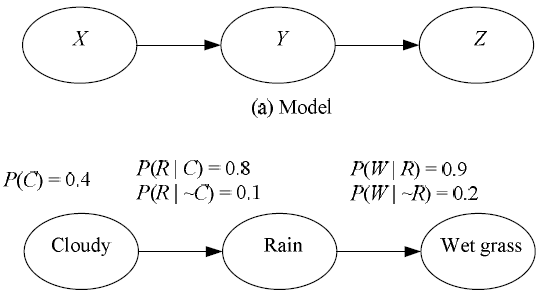 X Y Z
(a) Model
P(C) = 0.4 P(R | C) = 0.8 P(W | R) = 0.9
P(R | ~C) = 0.1 P(W | ~R) = 0.2
Cloudy Rain Wet grass